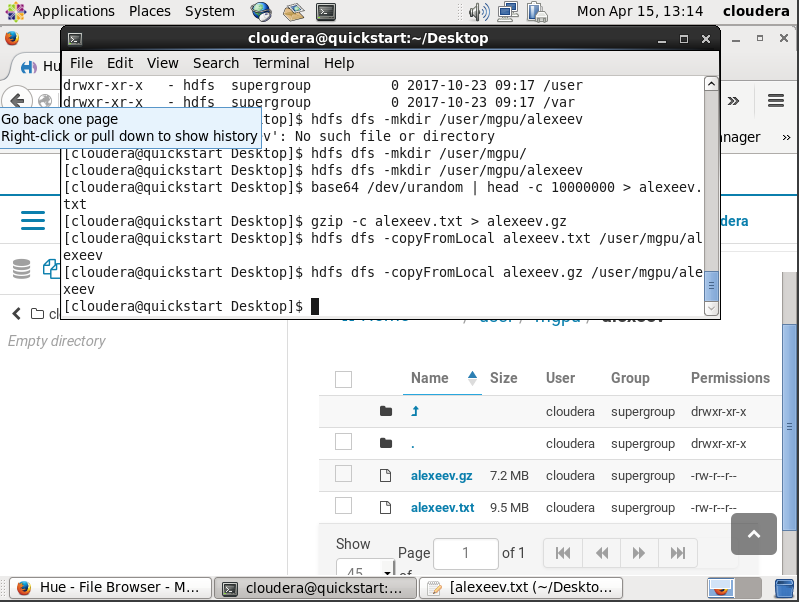 Applications Places System
Mon Apr 15, 13:14 cloudera
cloudera@quickstart:~/Desktop
File Edit View Search Terminal Help
drwxr-xr-x - hdfs supergroup 0 2017-10-23 09:17 /user
drwxr-xr-x - hdfs supergroup 0 2017-10-23 09:17 /var
Go back one page
Right-click or pull down to show history
ktop]$ hdfs dfs -mkdir /user/mgpu/alexeev
ev': No such file or directory
[cloudera@quickstart Desktop]$ hdfs dfs -mkdir /user/mgpu/
[cloudera@quickstart Desktop]$ hdfs dfs -mkdir /user/mgpu/alexeev
[cloudera@quickstart Desktop]$ base64 /dev/urandom | head -c 10000000 > alexeev.
txt
[cloudera@quickstart Desktop]$ gzip -c alexeev.txt > alexeev.gz
[cloudera@quickstart Desktop]$ hdfs dfs -copyFromLocal alexeev.txt /user/mgpu/al
exeev
[cloudera@quickstart Desktop]$ hdfs dfs -copyFromLocal alexeev.gz /user/mgpu/ale
xeev
[cloudera@quickstart Desktop]$
Hu
»
anager »
dera
cl
Empty directory
Name Size User Group Permissions
cloudera supergroup drwxr-xr-x
. cloudera supergroup drwxr-xr-x
alexeev.gz 7.2 MB cloudera supergroup -rw-r--r--
alexeev.txt 9.5 MB cloudera supergroup -rw-r--r--
Show
45 of
Page 1 of 1
Hue - File Browser - M...
cloudera@quickstart:...
[alexeev.txt (~/Deskto...